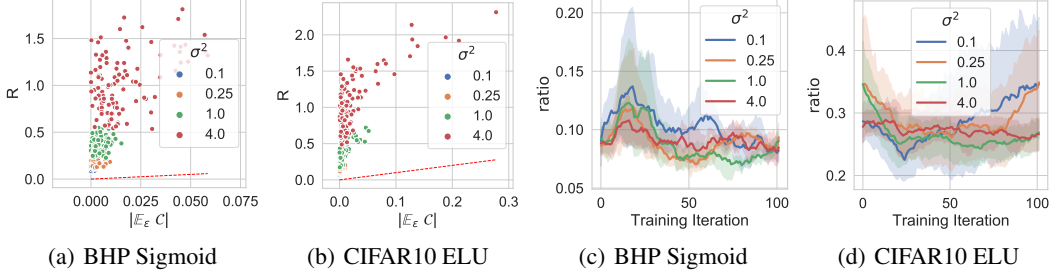 R
1.5
1.0
0.5
0.0
σ²
0.1
0.25
1.0
4.0
0.000 0.025 0.050 0.075
|𝔼ε 𝒞|
(a) BHP Sigmoid
R
2.5
2.0
1.5
1.0
0.5
0.0
σ²
0.1
0.25
1.0
4.0
0.0 0.1 0.2 0.3
|𝔼ε 𝒞|
(b) CIFAR10 ELU
ratio
0.20
0.15
0.10
0.05
σ²
0.1
0.25
1.0
4.0
0 50 100
Training Iteration
(c) BHP Sigmoid
ratio
0.4
0.3
0.2
σ²
0.1
0.25
1.0
4.0
0 50 100
Training Iteration
(d) CIFAR10 ELU